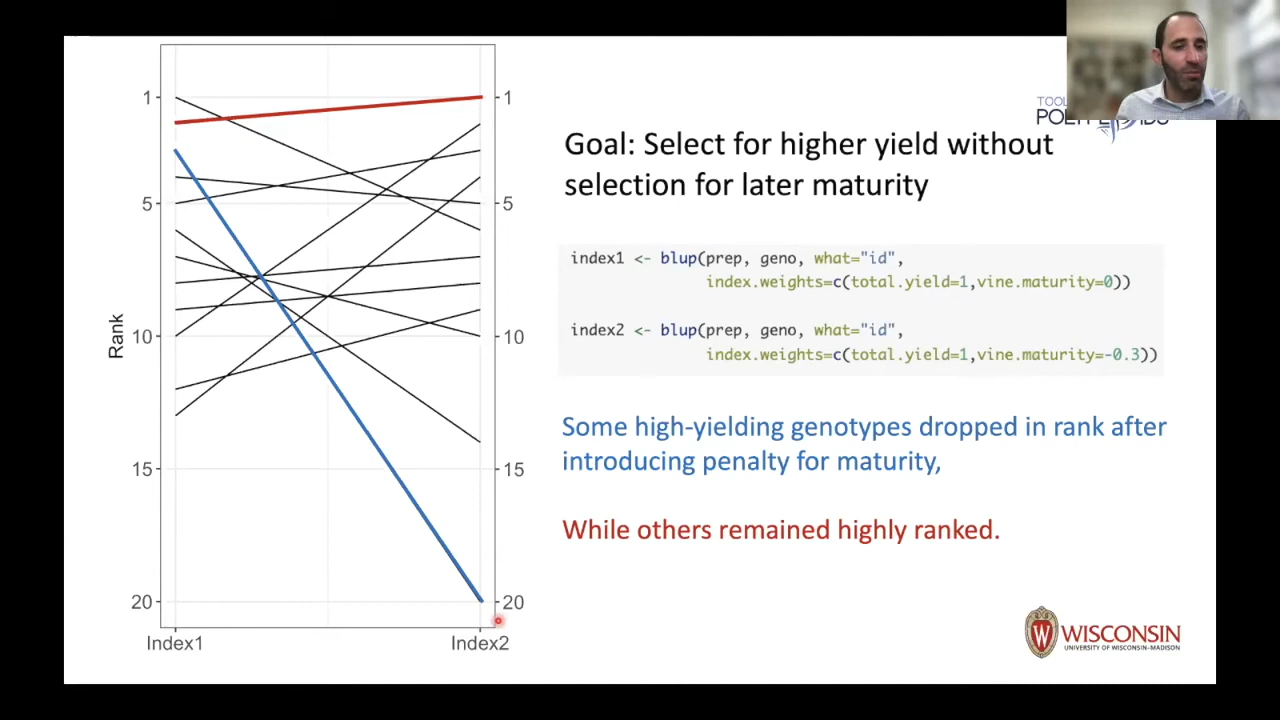 Goal: Select for higher yield without
selection for later maturity
index1 <- blup(prep, geno, what="id",
index.weights=c(total.yield=1,vine.maturity=0))
index2 <- blup(prep, geno, what="id",
index.weights=c(total.yield=1,vine.maturity=-0.3))
Some high-yielding genotypes dropped in rank after
introducing penalty for maturity,
While others remained highly ranked.
Rank
1
5
10
15
20
1
5
10
15
20
Index1
Index2
W WISCONSIN
UNIVERSITY OF WISCONSIN-MADISON